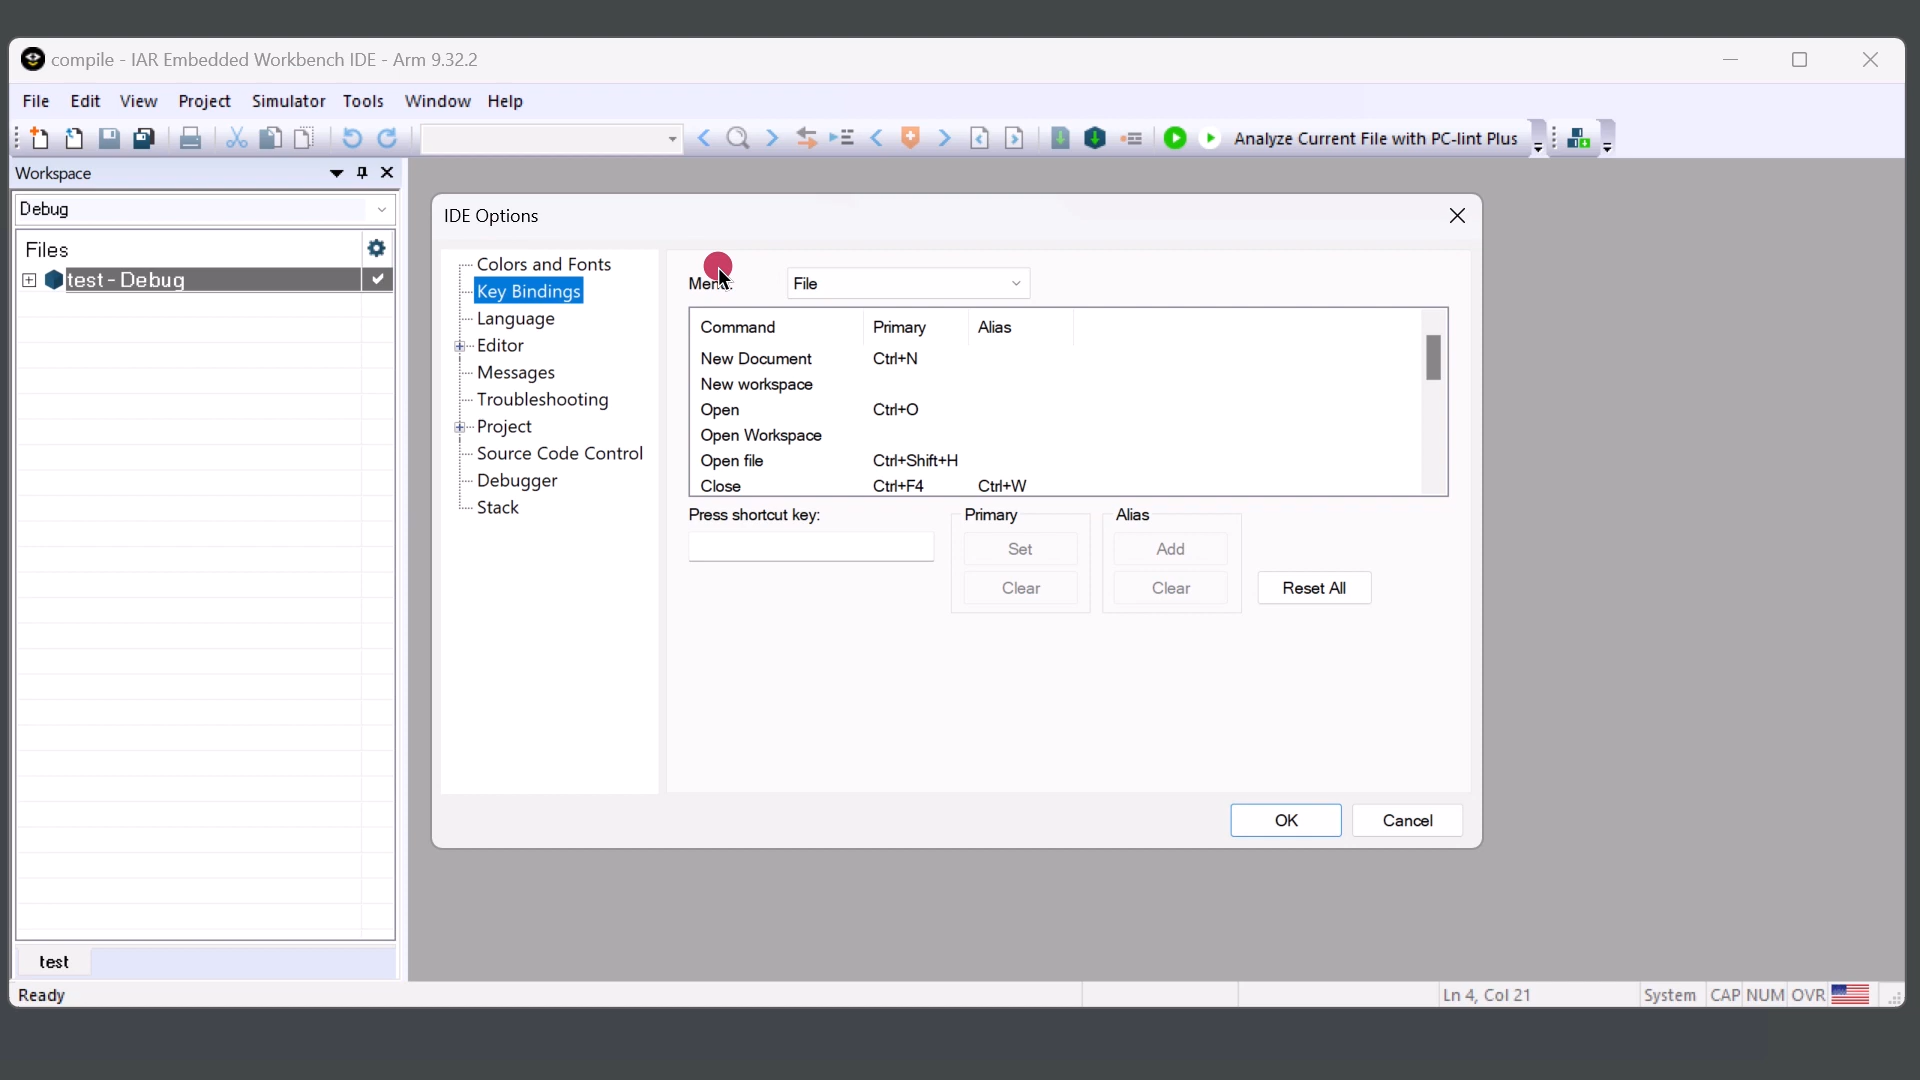 compile - IAR Embedded Workbench IDE - Arm 9.32.2
File Edit View Project Simulator Tools Window Help
Analyze Current File with PC-lint Plus
Workspace
Debug
Files
test - Debug
test
IDE Options
Colors and Fonts
Key Bindings
Language
Editor
Messages
Troubleshooting
Project
Source Code Control
Debugger
Stack
File
Command Primary Alias
New Document Ctrl+N
New workspace
Open Ctrl+O
Open Workspace
Open file Ctrl+Shift+H
Close Ctrl+F4 Ctrl+W
Press shortcut key: Primary Alias
Set Add
Clear Clear Reset All
OK Cancel
Ready Ln 4, Col 21 System CAP NUM OVR